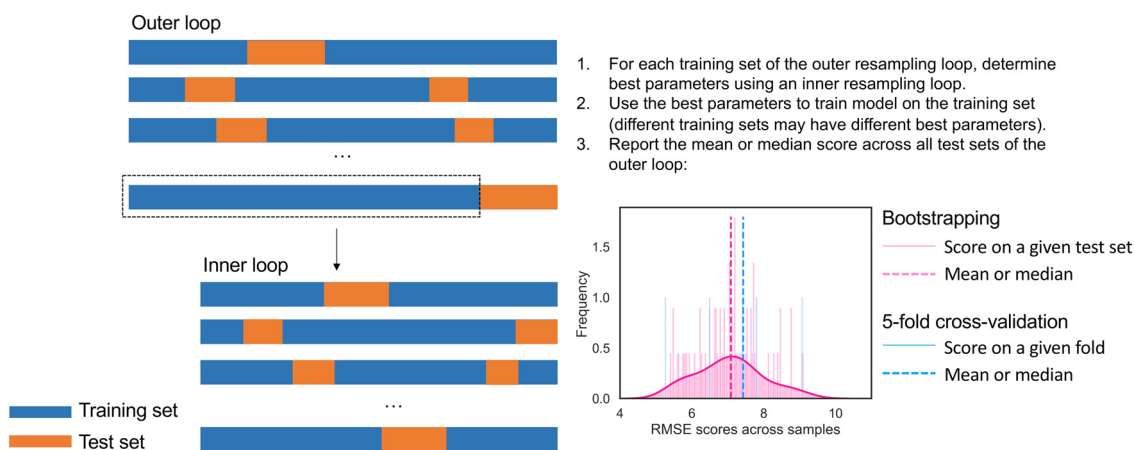 Outer loop
...
Inner loop
...
Training set
Test set
1. For each training set of the outer resampling loop, determine
best parameters using an inner resampling loop.
2. Use the best parameters to train model on the training set
(different training sets may have different best parameters).
3. Report the mean or median score across all test sets of the
outer loop:
Frequency
1.5
1.0
0.5
0.0
4 6 8 10
RMSE scores across samples
Bootstrapping
Score on a given test set
Mean or median
5-fold cross-validation
Score on a given fold
Mean or median